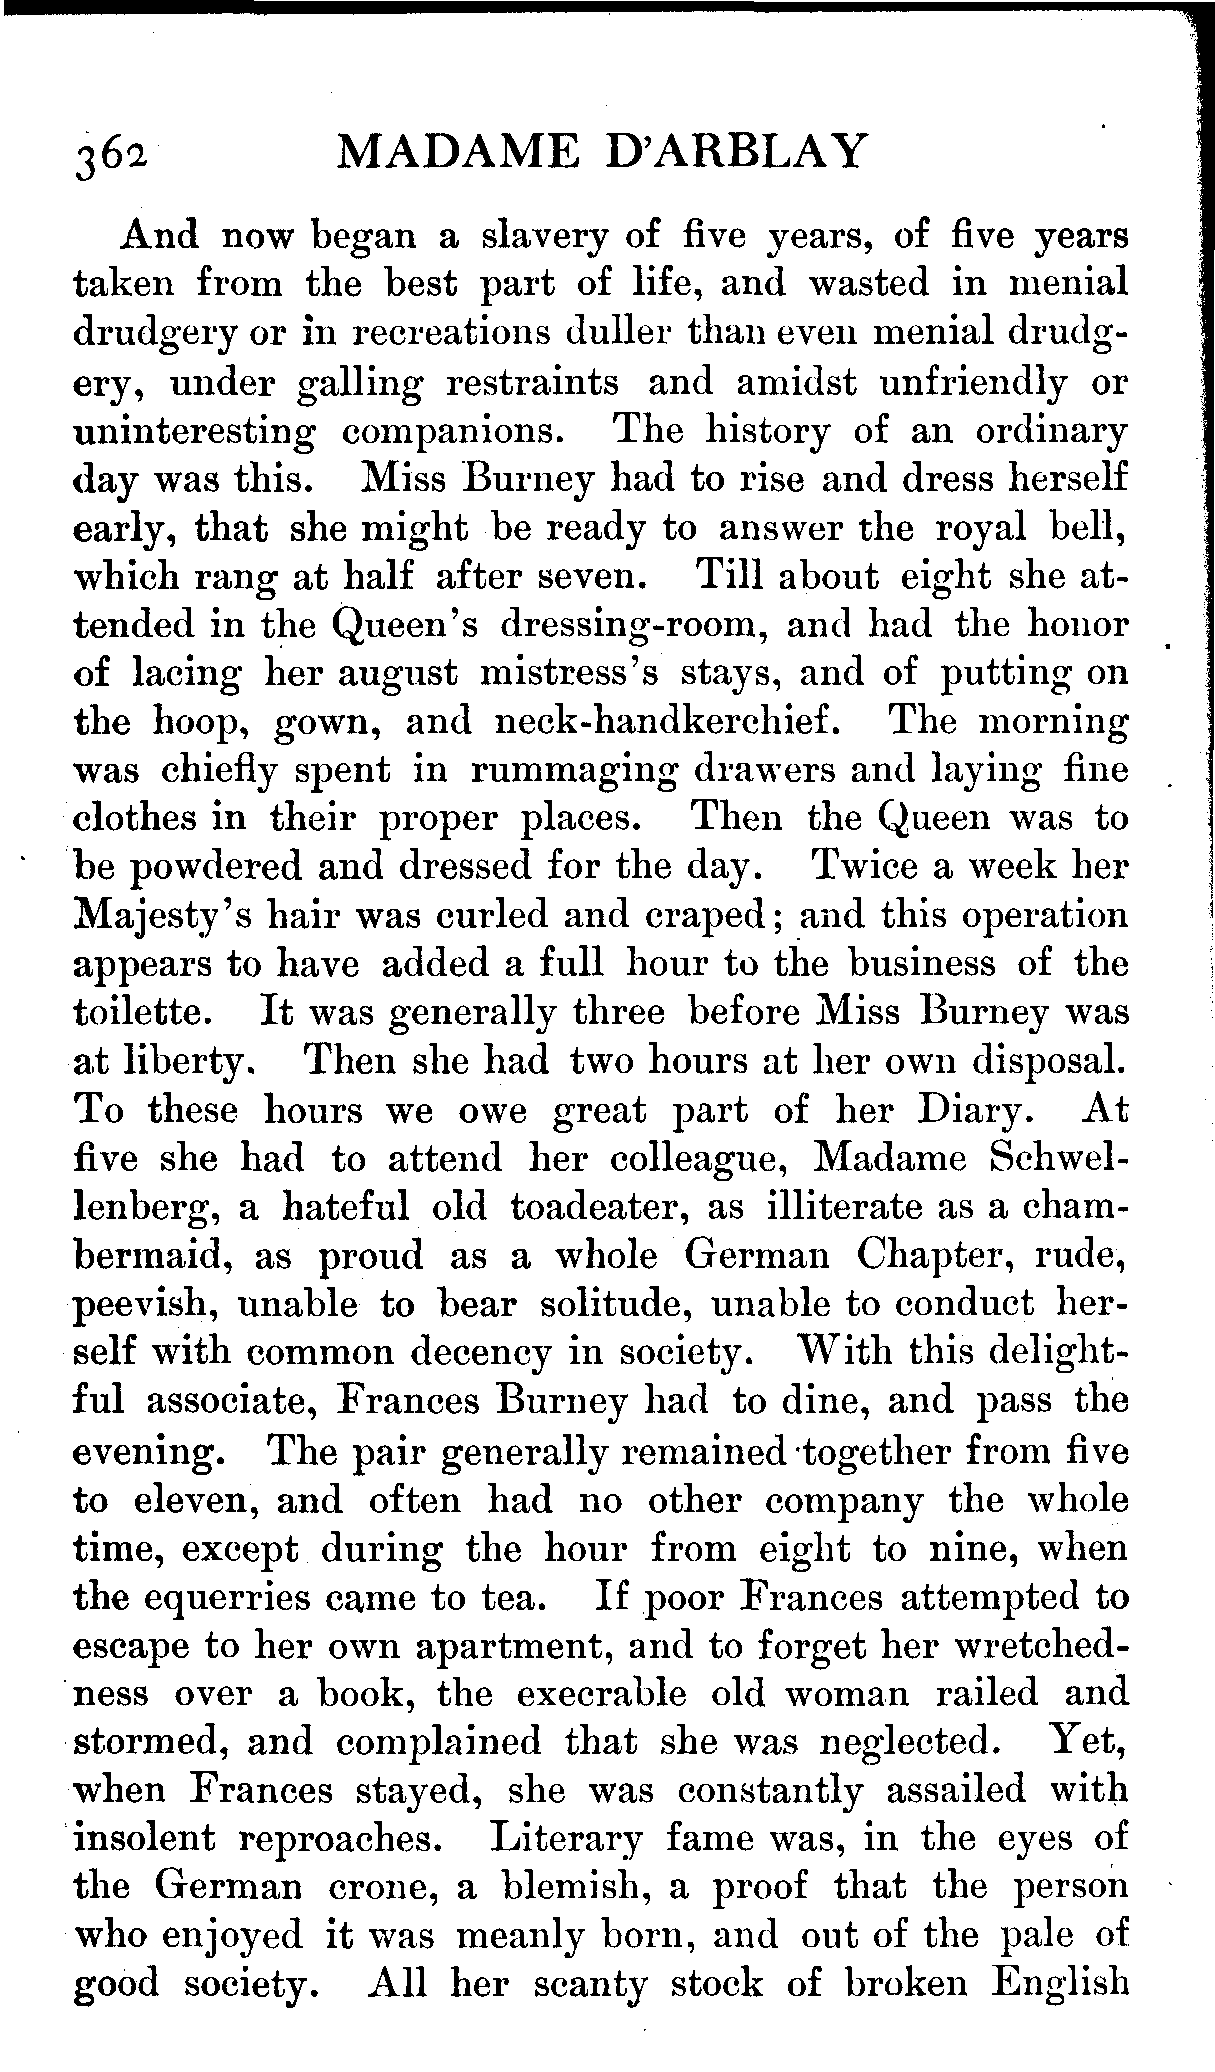 362 MADAME D'ARBLAY
And now began a slavery of five years, of five years
taken from the best part of life, and wasted in menial
drudgery or in recreations duller than even menial drudg-
ery, under galling restraints and amidst unfriendly or
uninteresting companions. The history of an ordinary
day was this. Miss Burney had to rise and dress herself
early, that she might be ready to answer the royal bell,
which rang at half after seven. Till about eight she at-
tended in the Queen's dressing-room, and had the honor
of lacing her august mistress's stays, and of putting on
the hoop, gown, and neck-handkerchief. The morning
was chiefly spent in rummaging drawers and laying fine
clothes in their proper places. Then the Queen was to
be powdered and dressed for the day. Twice a week her
Majesty's hair was curled and craped; and this operation
appears to have added a full hour to the business of the
toilette. It was generally three before Miss Burney was
at liberty. Then she had two hours at her own disposal.
To these hours we owe great part of her Diary. At
five she had to attend her colleague, Madame Schwel-
lenberg, a hateful old toadeater, as illiterate as a cham-
bermaid, as proud as a whole German Chapter, rude,
peevish, unable to bear solitude, unable to conduct her-
self with common decency in society. With this delight-
ful associate, Frances Burney had to dine, and pass the
evening. The pair generally remained together from five
to eleven, and often had no other company the whole
time, except during the hour from eight to nine, when
the equerries came to tea. If poor Frances attempted to
escape to her own apartment, and to forget her wretched-
ness over a book, the execrable old woman railed and
stormed, and complained that she was neglected. Yet,
when Frances stayed, she was constantly assailed with
insolent reproaches. Literary fame was, in the eyes of
the German crone, a blemish, a proof that the person
who enjoyed it was meanly born, and out of the pale of
good society. All her scanty stock of broken English